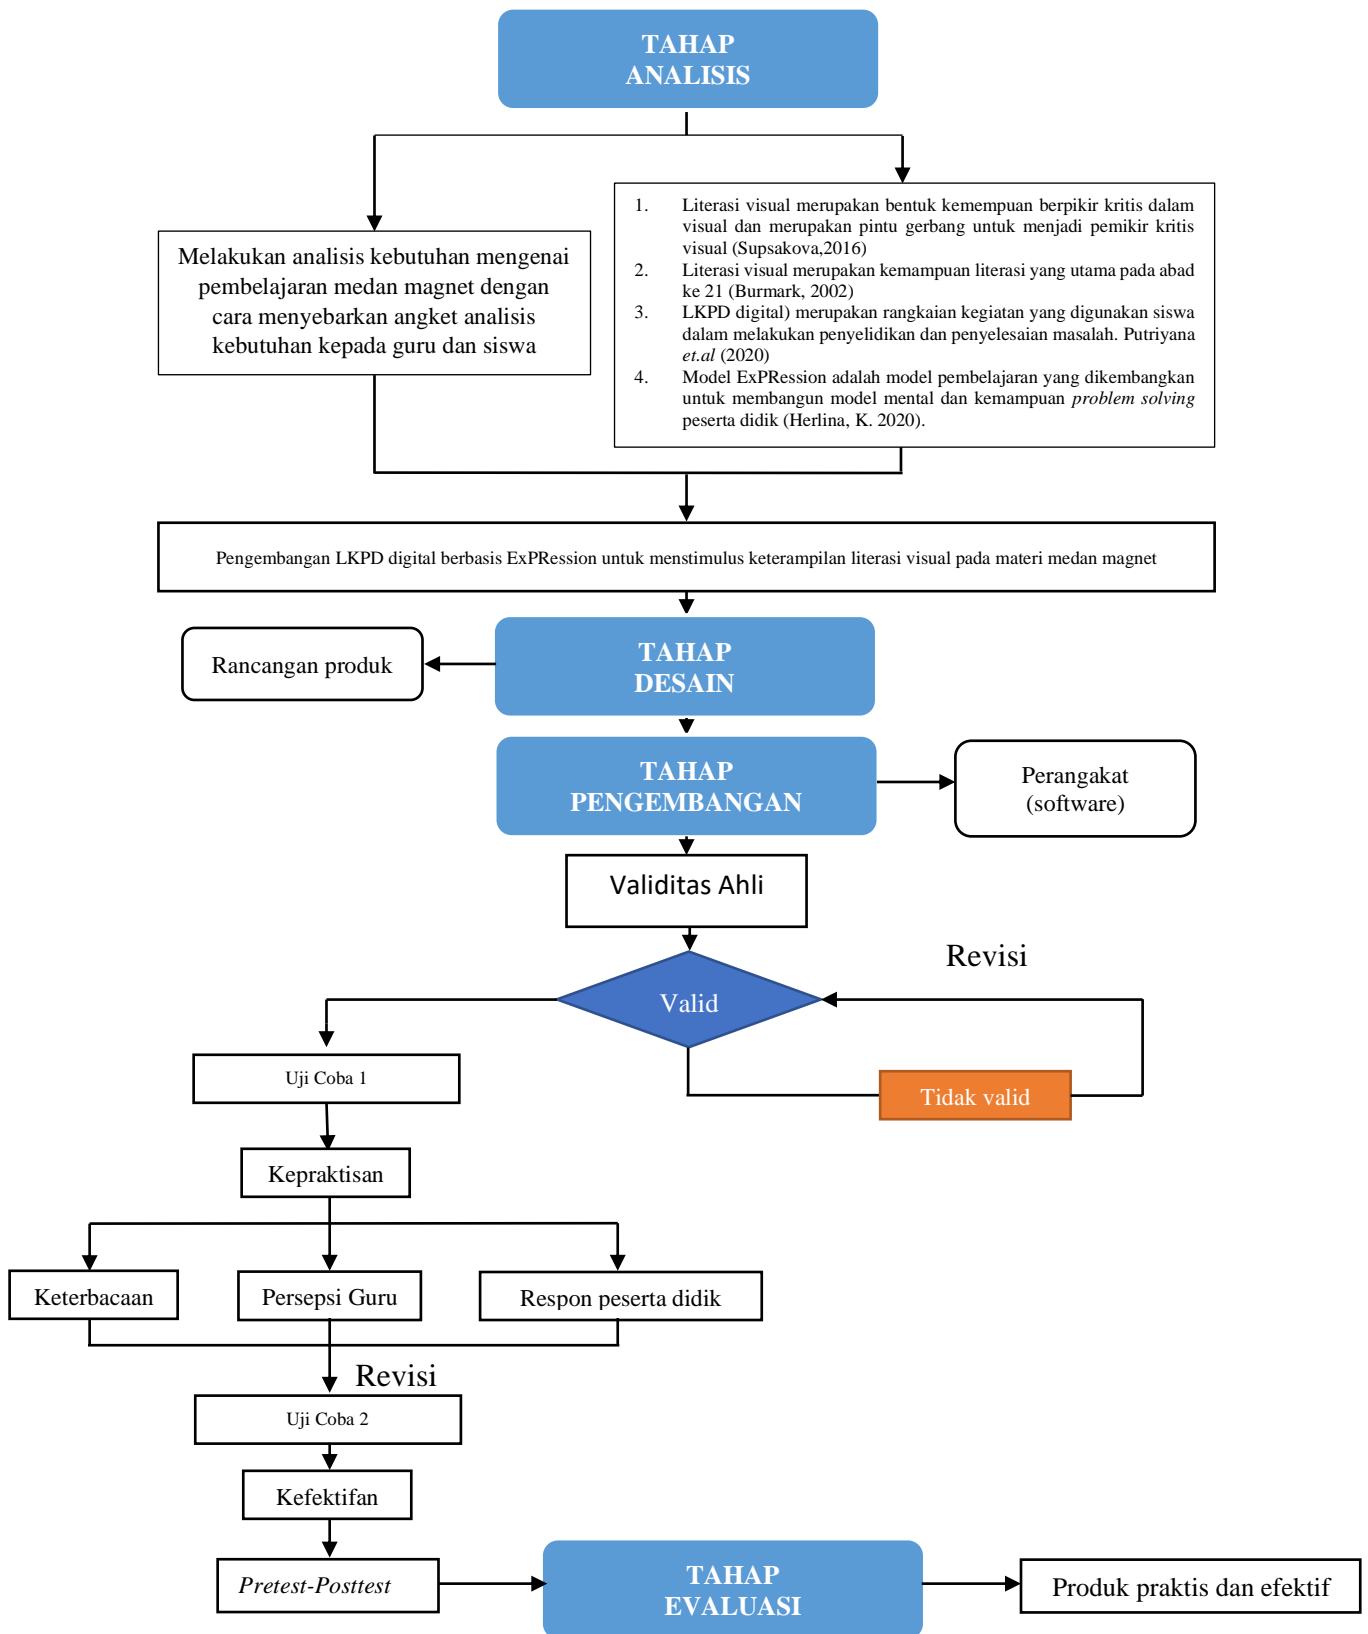 TAHAP
ANALISIS
Melakukan analisis kebutuhan mengenai
pembelajaran medan magnet dengan
cara menyebarkan angket analisis
kebutuhan kepada guru dan siswa
1. Literasi visual merupakan bentuk kemempuan berpikir kritis dalam
visual dan merupakan pintu gerbang untuk menjadi pemikir kritis
visual (Supsakova,2016)
2. Literasi visual merupakan kemampuan literasi yang utama pada abad
ke 21 (Burmark, 2002)
3. LKPD digital) merupakan rangkaian kegiatan yang digunakan siswa
dalam melakukan penyelidikan dan penyelesaian masalah. Putriyana
et.al (2020)
4. Model ExPRession adalah model pembelajaran yang dikembangkan
untuk membangun model mental dan kemampuan problem solving
peserta didik (Herlina, K. 2020).
Pengembangan LKPD digital berbasis ExPRession untuk menstimulus keterampilan literasi visual pada materi medan magnet
Rancangan produk
TAHAP
DESAIN
TAHAP
PENGEMBANGAN
Perangakat
(software)
Validitas Ahli
Revisi
Valid
Tidak valid
Uji Coba 1
Kepraktisan
Keterbacaan
Persepsi Guru
Respon peserta didik
Revisi
Uji Coba 2
Kefektifan
Pretest-Posttest
TAHAP
EVALUASI
Produk praktis dan efektif